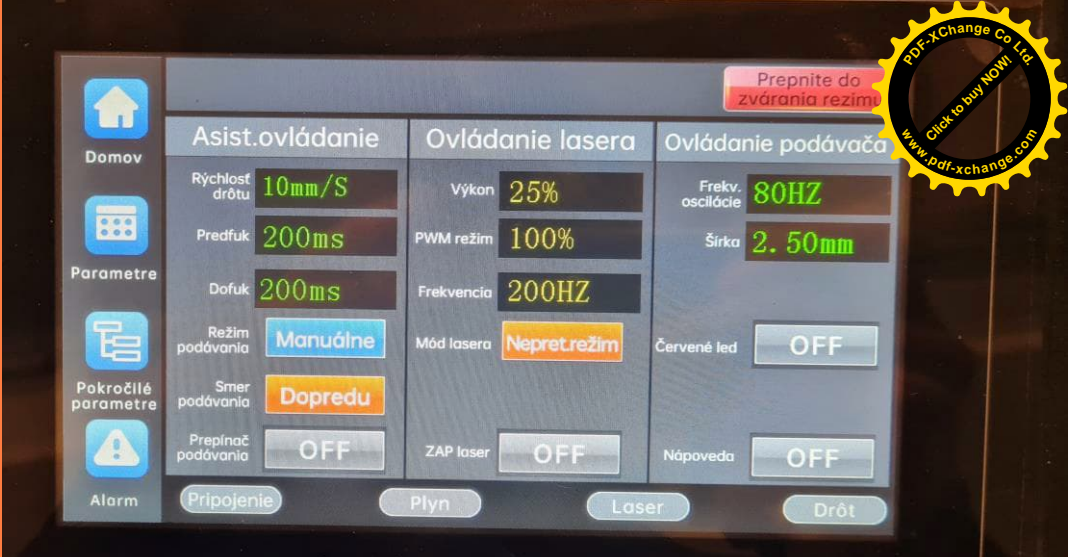 PDF-XChange Co Ltd.
Click to buy NOW!
www.pdf-xchange.com
Prepnite do
zvárania rezimu
Domov
Parametre
Pokročilé
parametre
Alarm
Asist.ovládanie
Rýchlosť
drôtu
10mm/S
Predfuk
200ms
Dofuk
200ms
Režim
podávania
Manuálne
Smer
podávania
Dopredu
Prepínač
podávania
OFF
Ovládanie lasera
Výkon
25%
PWM režim
100%
Frekvencia
200HZ
Mód lasera
Nepret.režim
ZAP laser
OFF
Ovládanie podávača
Frekv.
oscilácie
80HZ
Šírka
2.50mm
Červené led
OFF
Nápoveda
OFF
Pripojenie
Plyn
Laser
Drôt